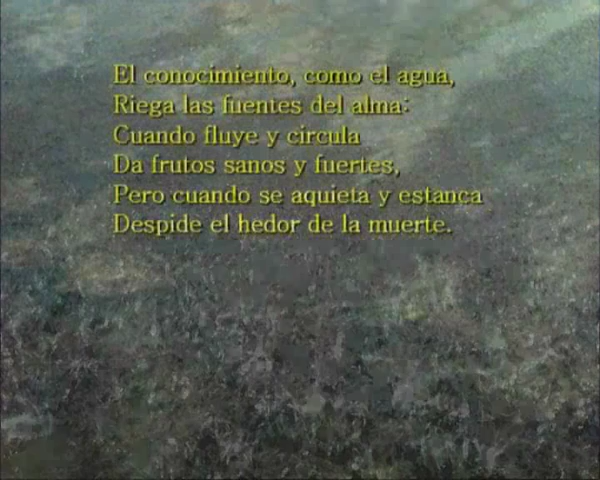 El conocimiento, como el agua,
Riega las fuentes del alma:
Cuando fluye y circula
Da frutos sanos y fuertes,
Pero cuando se aquieta y estanca
Despide el hedor de la muerte.